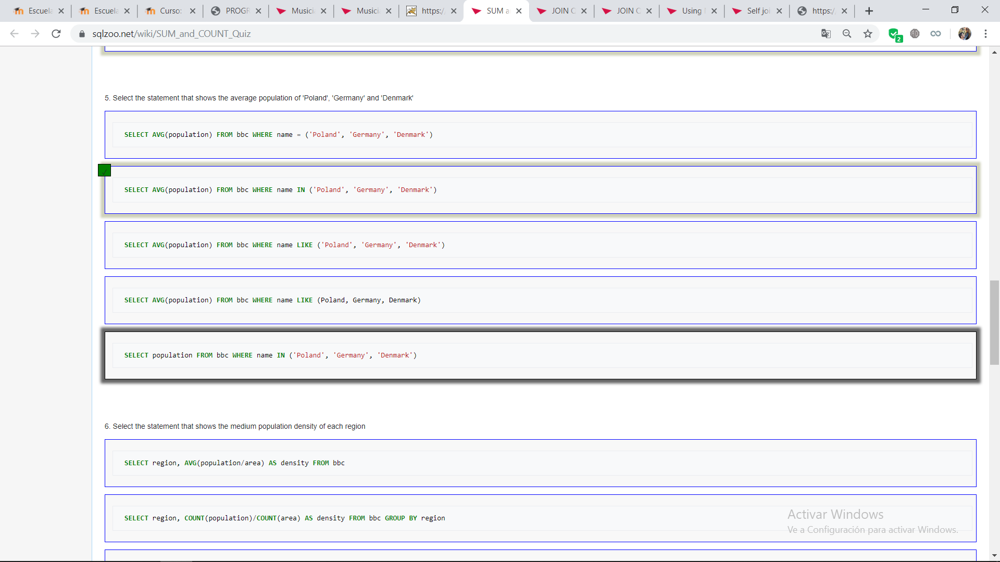 Escuela
Escuela
Curso:
PROGR
Musici
Musici
https:/
SUM a
JOIN C
JOIN C
Using
Self joi
https:/
sqlzoo.net/wiki/SUM_and_COUNT_Quiz
2
5. Select the statement that shows the average population of 'Poland', 'Germany' and 'Denmark'
SELECT AVG(population) FROM bbc WHERE name = ('Poland', 'Germany', 'Denmark')
SELECT AVG(population) FROM bbc WHERE name IN ('Poland', 'Germany', 'Denmark')
SELECT AVG(population) FROM bbc WHERE name LIKE ('Poland', 'Germany', 'Denmark')
SELECT AVG(population) FROM bbc WHERE name LIKE (Poland, Germany, Denmark)
SELECT population FROM bbc WHERE name IN ('Poland', 'Germany', 'Denmark')
6. Select the statement that shows the medium population density of each region
SELECT region, AVG(population/area) AS density FROM bbc
SELECT region, COUNT(population)/COUNT(area) AS density FROM bbc GROUP BY region
Activar Windows
Ve a Configuración para activar Windows.